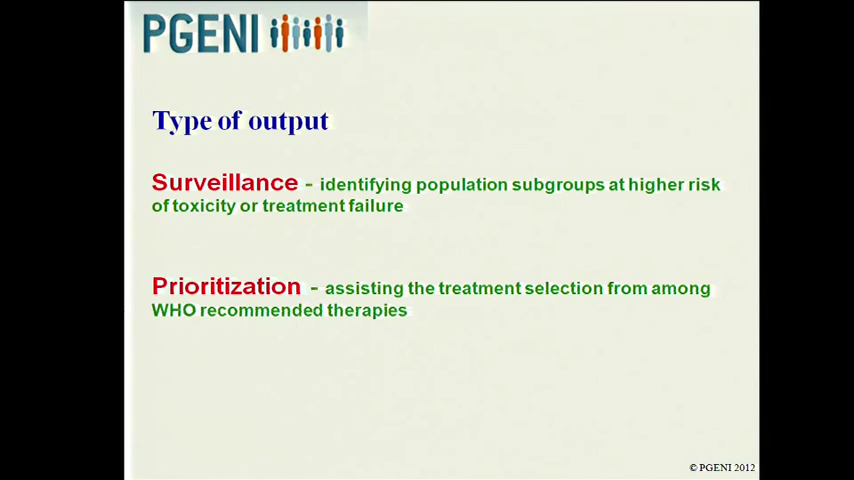 PGENI
Type of output
Surveillance - identifying population subgroups at higher risk
of toxicity or treatment failure
Prioritization - assisting the treatment selection from among
WHO recommended therapies
© PGENI 2012